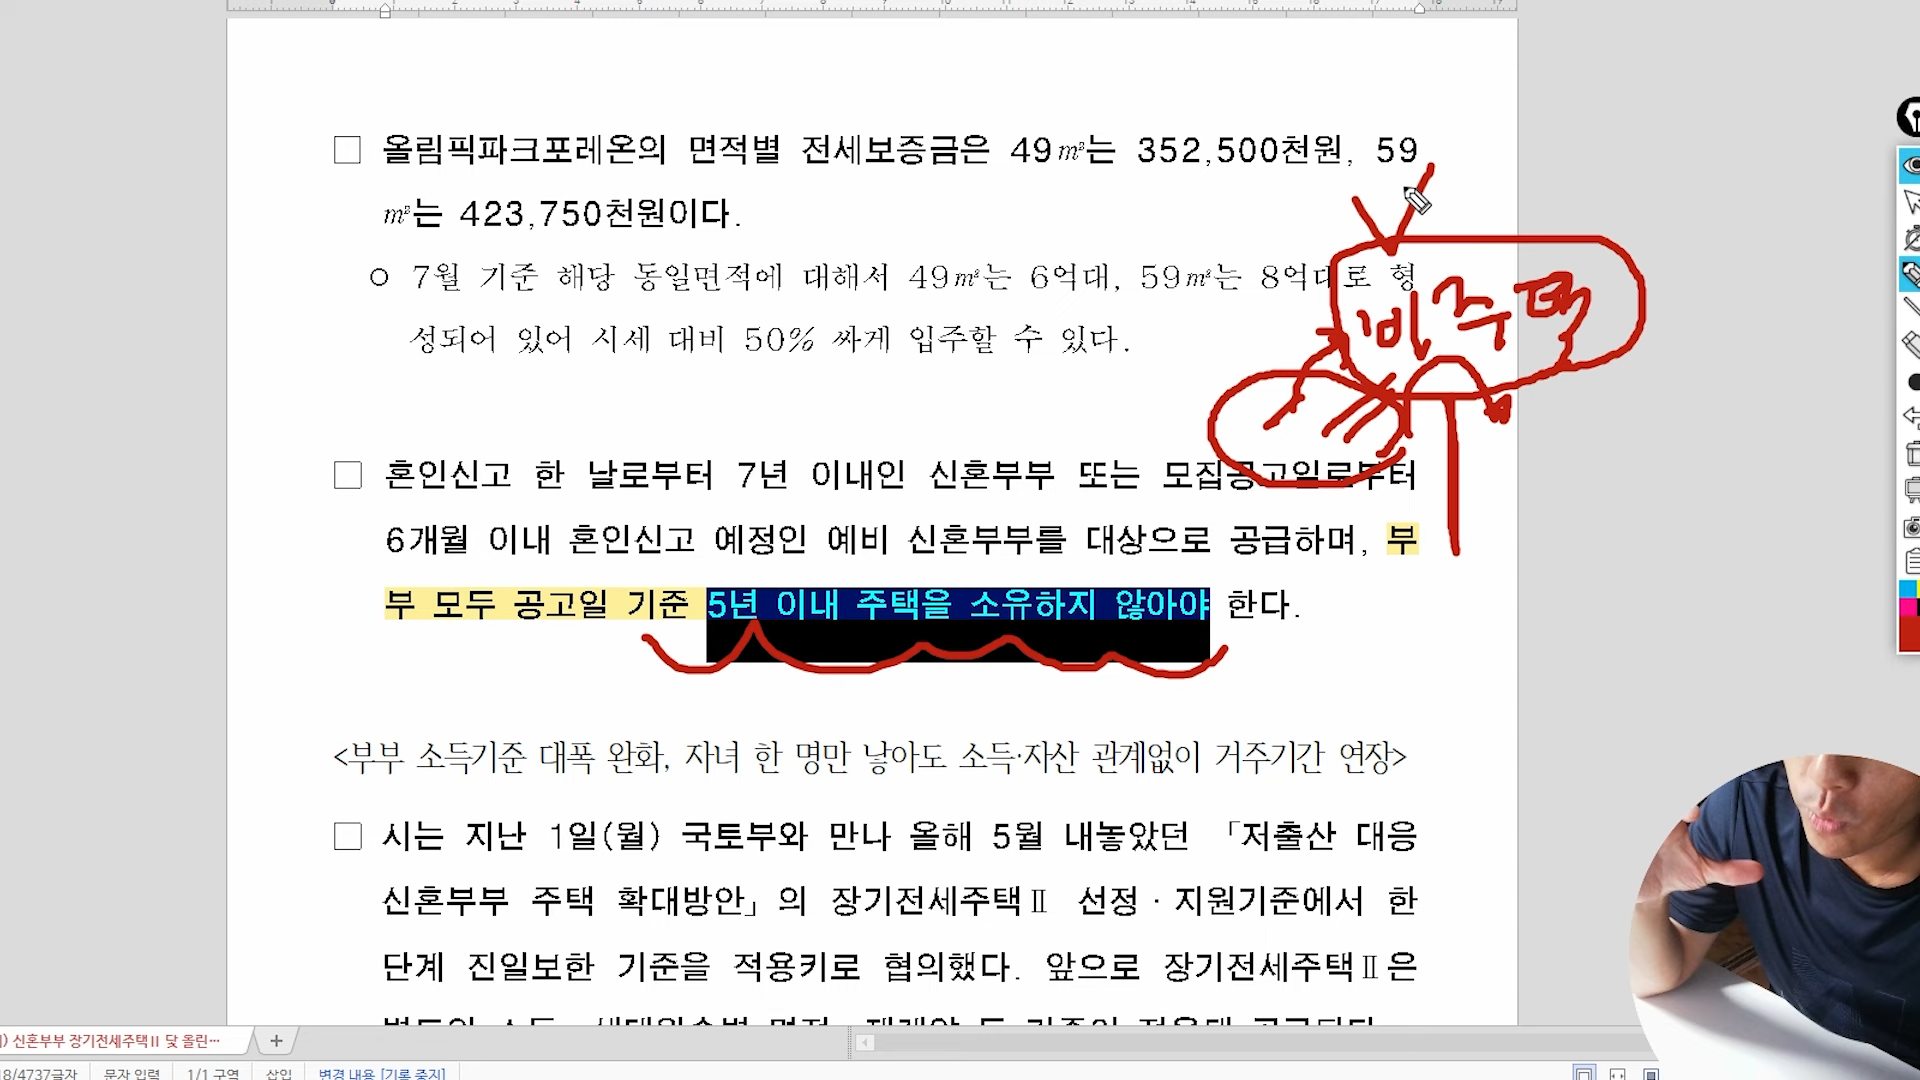 □ 올림픽파크포레온의 면적별 전세보증금은 49㎡는 352,500천원, 59
㎡는 423,750천원이다.
○ 7월 기준 해당 동일면적에 대해서 49㎡는 6억대, 59㎡는 8억대로 형
성되어 있어 시세 대비 50% 싸게 입주할 수 있다.
비주택
□ 혼인신고 한 날로부터 7년 이내인 신혼부부 또는 모집공고일로부터
6개월 이내 혼인신고 예정인 예비 신혼부부를 대상으로 공급하며, 부
부 모두 공고일 기준 5년 이내 주택을 소유하지 않아야 한다.
<부부 소득기준 대폭 완화, 자녀 한 명만 낳아도 소득·자산 관계없이 거주기간 연장>
□ 시는 지난 1일(월) 국토부와 만나 올해 5월 내놓았던 「저출산 대응
신혼부부 주택 확대방안」의 장기전세주택Ⅱ 선정·지원기준에서 한
단계 진일보한 기준을 적용키로 협의했다. 앞으로 장기전세주택Ⅱ은
) 신혼부부 장기전세주택Ⅱ 닻 올린…
8/4737글자 문자 입력 1/1 구역 삽입 변경 내용 [기록 중지]